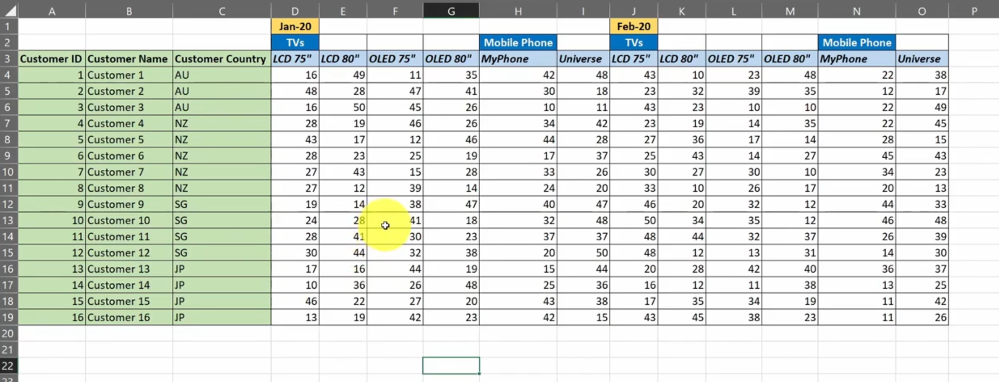 A B C D E F G H I J K L M N O P
1 Jan-20 Feb-20
2 TVs Mobile Phone TVs Mobile Phone
3 Customer ID Customer Name Customer Country LCD 75" LCD 80" OLED 75" OLED 80" MyPhone Universe LCD 75" LCD 80" OLED 75" OLED 80" MyPhone Universe
4 1 Customer 1 AU 16 49 11 35 42 48 43 10 23 48 22 38
5 2 Customer 2 AU 48 28 47 41 30 18 23 32 39 35 12 17
6 3 Customer 3 AU 16 50 45 26 10 11 43 23 10 10 22 49
7 4 Customer 4 NZ 28 19 46 26 34 42 23 19 14 35 22 45
8 5 Customer 5 NZ 43 17 12 46 44 28 27 36 17 14 28 15
9 6 Customer 6 NZ 28 23 25 19 17 37 25 43 14 27 45 43
10 7 Customer 7 NZ 27 43 15 28 33 26 30 27 30 10 34 23
11 8 Customer 8 NZ 27 12 39 14 24 20 33 10 26 17 20 13
12 9 Customer 9 SG 19 14 38 47 40 47 46 20 32 12 44 33
13 10 Customer 10 SG 24 28 41 18 32 48 50 34 35 12 46 48
14 11 Customer 11 SG 28 41 30 23 37 37 48 44 32 37 26 39
15 12 Customer 12 SG 30 44 32 38 20 50 48 12 13 31 14 30
16 13 Customer 13 JP 17 16 44 19 15 44 20 28 42 40 36 37
17 14 Customer 14 JP 10 36 26 48 25 36 16 12 11 38 13 25
18 15 Customer 15 JP 46 22 27 20 43 38 17 35 34 19 11 42
19 16 Customer 16 JP 13 19 42 23 42 15 43 45 38 23 11 26
20
21
22
23